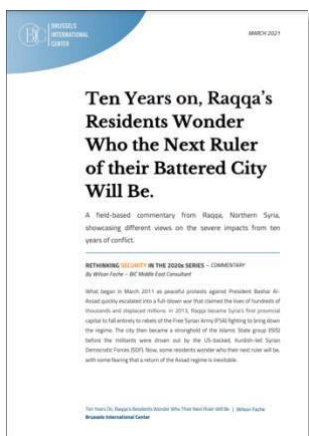 BIC
BRUSSELS
INTERNATIONAL
CENTER
MARCH 2021
Ten Years on, Raqqa's
Residents Wonder
Who the Next Ruler
of their Battered City
Will Be.
A field-based commentary from Raqqa, Northern Syria,
showcasing different views on the severe impacts from ten
years of conflict.
RETHINKING SECURITY IN THE 2020s SERIES – COMMENTARY
By Wilson Fache – BIC Middle East Consultant
What began in March 2011 as peaceful protests against President Bashar Al-
Assad quickly escalated into a full-blown war that claimed the lives of hundreds of
thousands and displaced millions. In 2013, Raqqa became Syria's first provincial
capital to fall entirely to rebels of the Free Syrian Army (FSA) fighting to bring down
the regime. The city then became a stronghold of the Islamic State group (ISIS)
before the militants were driven out by the US-backed, Kurdish-led Syrian
Democratic Forces (SDF). Now, some residents wonder who their next ruler will be,
with some fearing that a return of the Assad regime is inevitable.
Ten Years On, Raqqa's Residents Wonder Who Their Next Ruler Will Be. | Wilson Fache
Brussels International Center